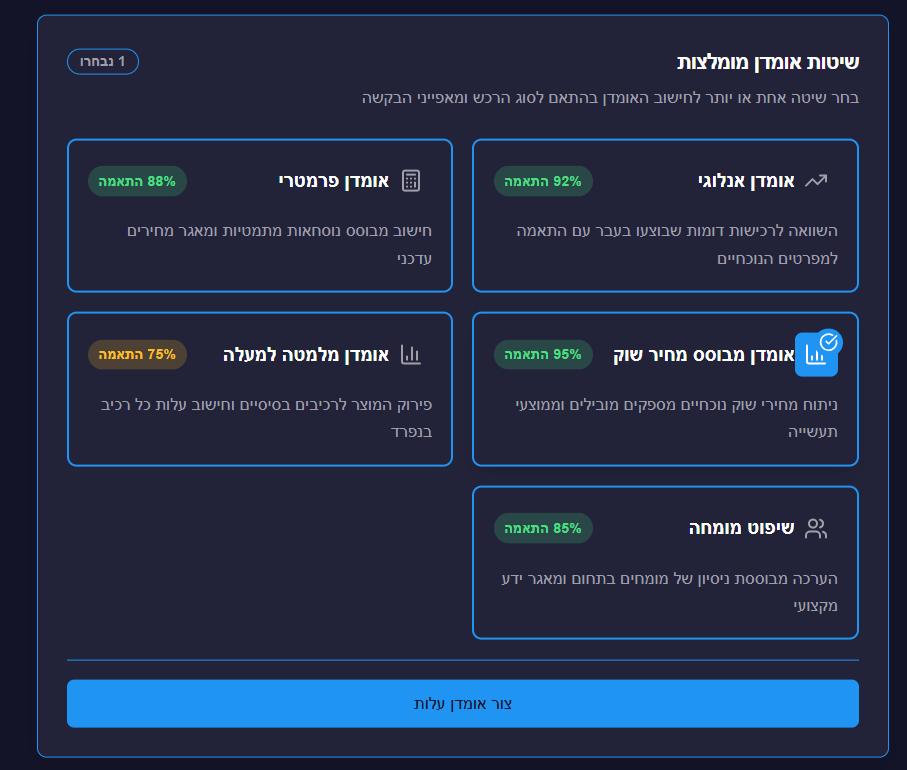 שיטות אומדן מומלצות
1 נבחרו
בחר שיטה אחת או יותר לחישוב האומדן בהתאם לסוג הרכש ומאפייני הבקשה
אומדן אנלוגי
92% התאמה
השוואה לרכישות דומות שבוצעו בעבר עם התאמה
למפרטים הנוכחיים
אומדן פרמטרי
88% התאמה
חישוב מבוסס נוסחאות מתמטיות ומאגר מחירים
עדכני
אומדן מבוסס מחיר שוק
95% התאמה
ניתוח מחירי שוק נוכחיים מספקים מובילים וממוצעי
תעשייה
אומדן מלמטה למעלה
75% התאמה
פירוק המוצר לרכיבים בסיסיים וחישוב עלות כל רכיב
בנפרד
שיפוט מומחה
85% התאמה
הערכה מבוססת ניסיון של מומחים בתחום ומאגר ידע
מקצועי
צור אומדן עלות